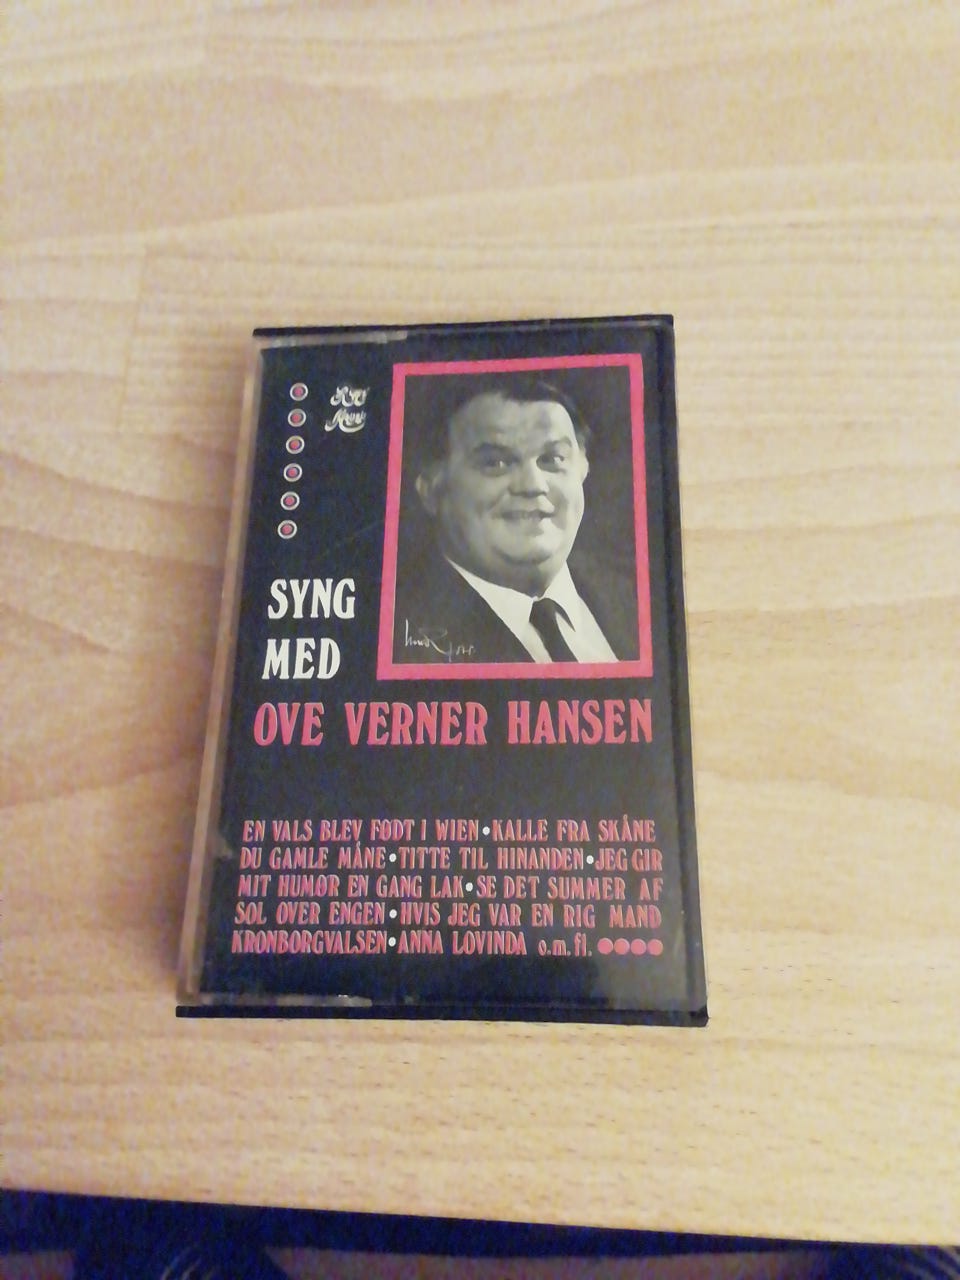 SYNG
MED
OVE VERNER HANSEN
EN VALS BLEV FØDT I WIEN•KALLE FRA SKÅNE
DU GAMLE MÅNE•TITTE TIL HINANDEN•JEG GIR
MIT HUMØR EN GANG LAK•SE DET SUMMER AF
SOL OVER ENGEN•HVIS JEG VAR EN RIG MAND
KRONBORGVALSEN•ANNA LOVINDA o.m.fl.